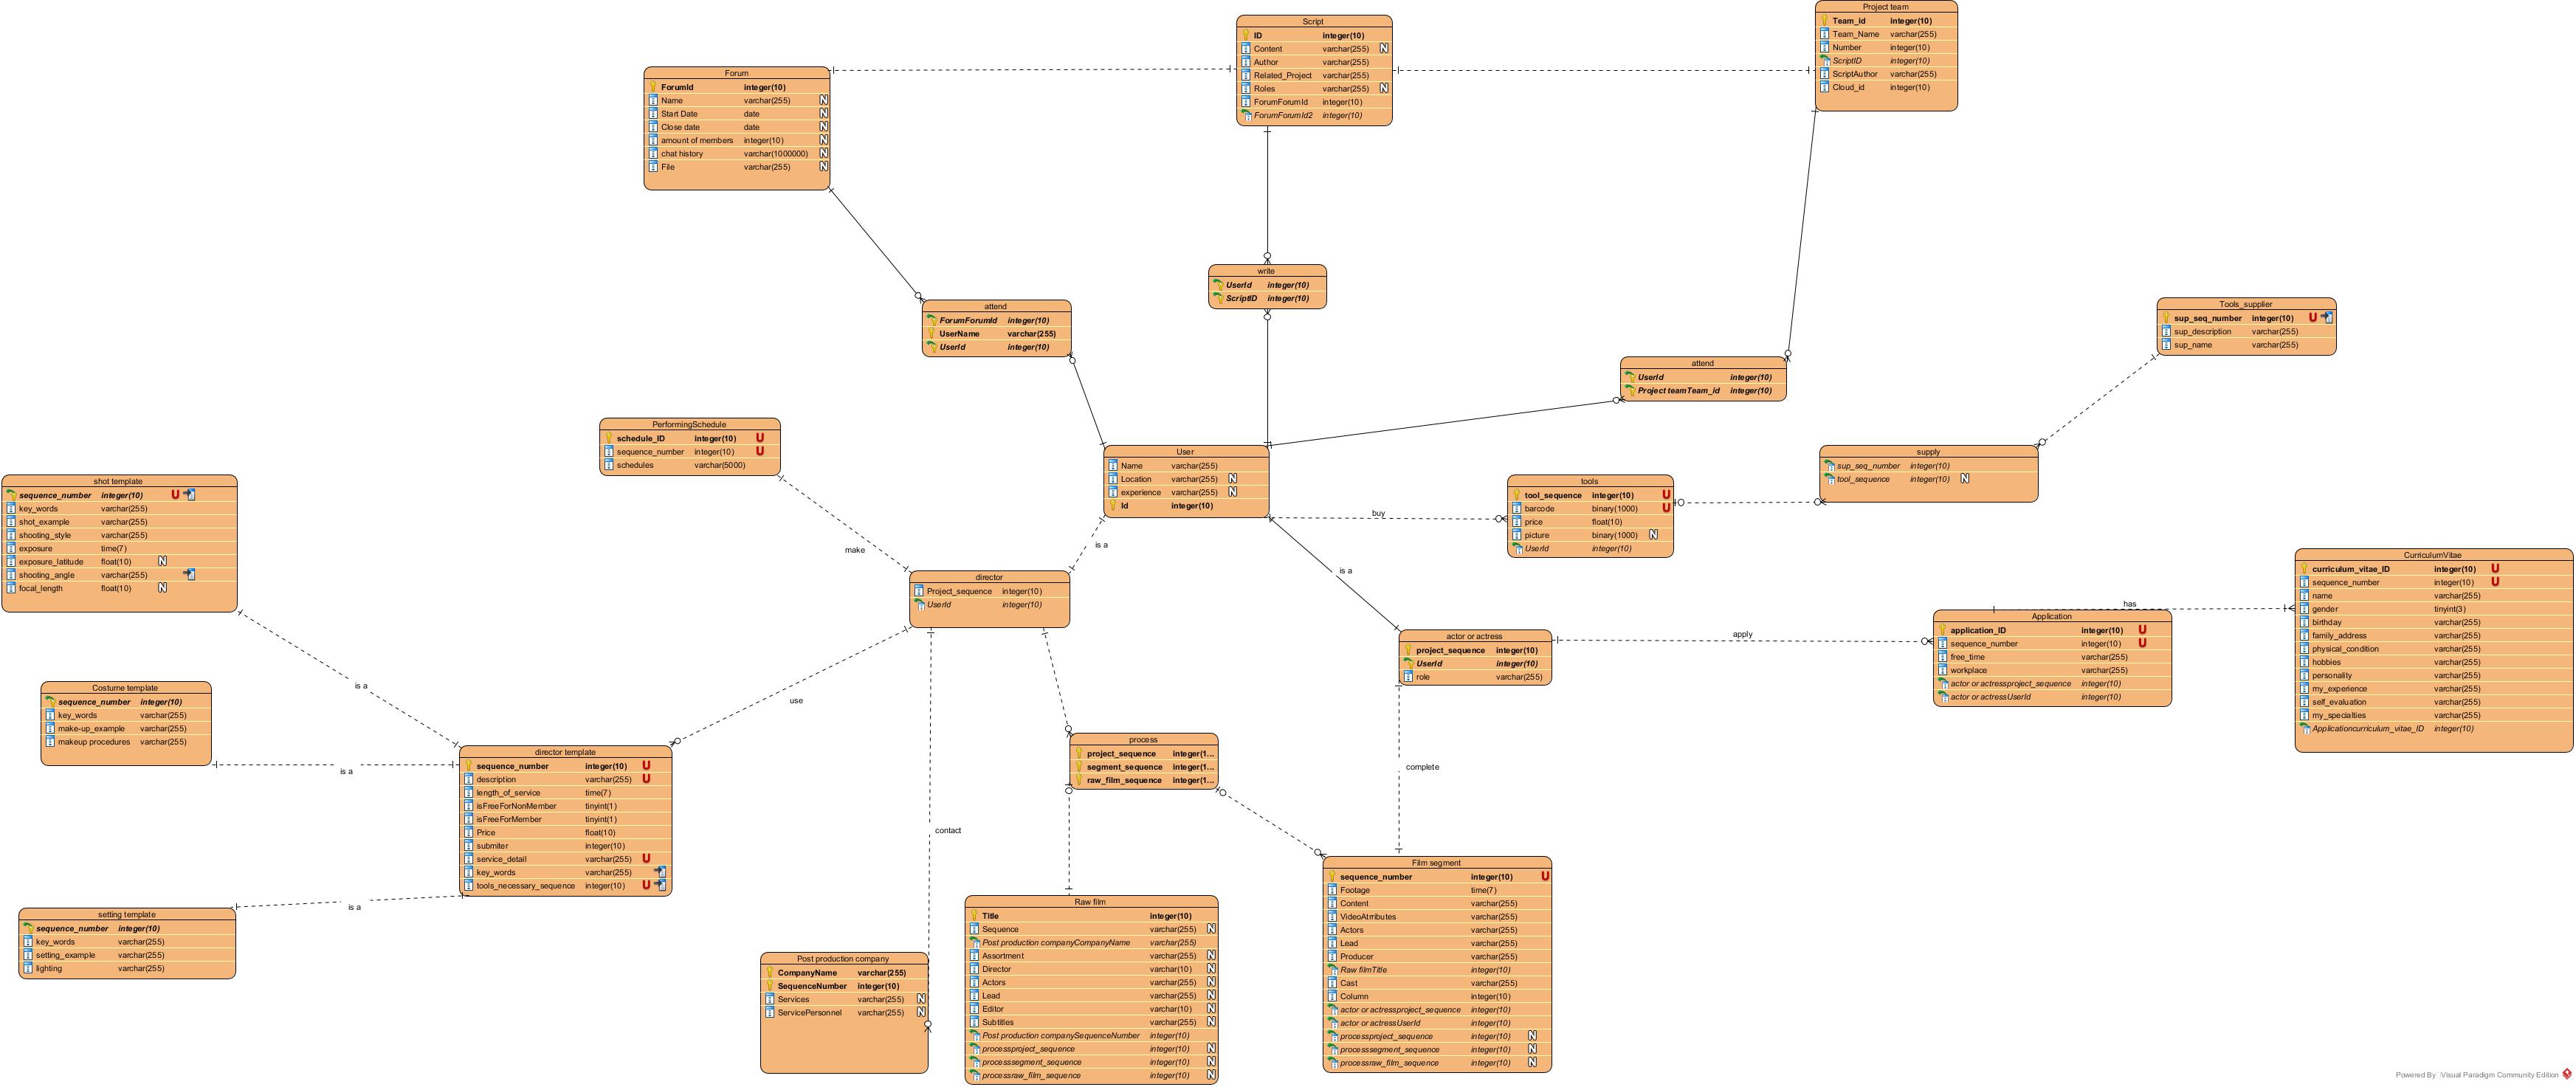 Project team
Team_id integer(10)
Team_Name varchar(255)
Number integer(10)
ScriptID integer(10)
ScriptAuthor varchar(255)
Cloud_id integer(10)
Script
ID integer(10)
Content varchar(255) N
Author varchar(255)
Related_Project varchar(255)
Roles varchar(255) N
ForumForumId integer(10)
ForumForumId2 integer(10)
Forum
ForumId integer(10)
Name varchar(255) N
Start Date date N
Close date date N
amount of members integer(10) N
chat history varchar(1000000) N
File varchar(255) N
write
UserId integer(10)
ScriptID integer(10)
attend
ForumForumId integer(10)
UserName varchar(255)
UserId integer(10)
Tools_supplier
sup_seq_number integer(10) U
sup_description varchar(255)
sup_name varchar(255)
attend
UserId integer(10)
Project teamTeam_id integer(10)
PerformingSchedule
schedule_ID integer(10) U
sequence_number integer(10) U
schedules varchar(5000)
User
Name varchar(255)
Location varchar(255) N
experience varchar(255) N
Id integer(10)
supply
sup_seq_number integer(10)
tool_sequence integer(10) N
shot template
sequence_number integer(10) U
key_words varchar(255)
shot_example varchar(255)
shooting_style varchar(255)
exposure time(7)
exposure_latitude float(10) N
shooting_angle varchar(255)
focal_length float(10) N
tools
tool_sequence integer(10) U
barcode binary(1000) U
price float(10)
picture binary(1000) N
UserId integer(10)
buy
make
is a
is a
director
Project_sequence integer(10)
UserId integer(10)
CurriculumVitae
curriculum_vitae_ID integer(10) U
sequence_number integer(10) U
name varchar(255)
gender tinyint(3)
birthday varchar(255)
family_address varchar(255)
physical_condition varchar(255)
hobbies varchar(255)
personality varchar(255)
my_experience varchar(255)
self_evaluation varchar(255)
my_specialties varchar(255)
Applicationcurriculum_vitae_ID integer(10)
has
Application
application_ID integer(10) U
sequence_number integer(10) U
free_time varchar(255)
workplace varchar(255)
actor or actressproject_sequence integer(10)
actor or actressUserId integer(10)
apply
actor or actress
project_sequence integer(10)
UserId integer(10)
role varchar(255)
is a
use
Costume template
sequence_number integer(10)
key_words varchar(255)
make-up_example varchar(255)
makeup procedures varchar(255)
is a
process
project_sequence integer(1...
segment_sequence integer(1...
raw_film_sequence integer(1...
complete
director template
sequence_number integer(10) U
description varchar(255) U
length_of_service time(7)
isFreeForNonMember tinyint(1)
isFreeForMember tinyint(1)
Price float(10)
submiter integer(10)
service_detail varchar(255) U
key_words varchar(255)
tools_necessary_sequence integer(10) U
contact
is a
setting template
sequence_number integer(10)
key_words varchar(255)
setting_example varchar(255)
lighting varchar(255)
Film segment
sequence_number integer(10) U
Footage time(7)
Content varchar(255)
VideoAtrributes varchar(255)
Actors varchar(255)
Lead varchar(255)
Producer varchar(255)
Raw filmTitle integer(10)
Cast varchar(255)
Column integer(10)
actor or actressproject_sequence integer(10)
actor or actressUserId integer(10)
processproject_sequence integer(10) N
processsegment_sequence integer(10) N
processraw_film_sequence integer(10) N
Raw film
Title integer(10)
Sequence varchar(255) N
Post production companyCompanyName varchar(255)
Assortment varchar(255) N
Director varchar(10) N
Actors varchar(255) N
Lead varchar(255) N
Editor varchar(10) N
Subtitles varchar(255) N
Post production companySequenceNumber integer(10)
processproject_sequence integer(10) N
processsegment_sequence integer(10) N
processraw_film_sequence integer(10) N
Post production company
CompanyName varchar(255)
SequenceNumber integer(10)
Services varchar(255) N
ServicePersonnel varchar(255) N
Powered By Visual Paradigm Community Edition